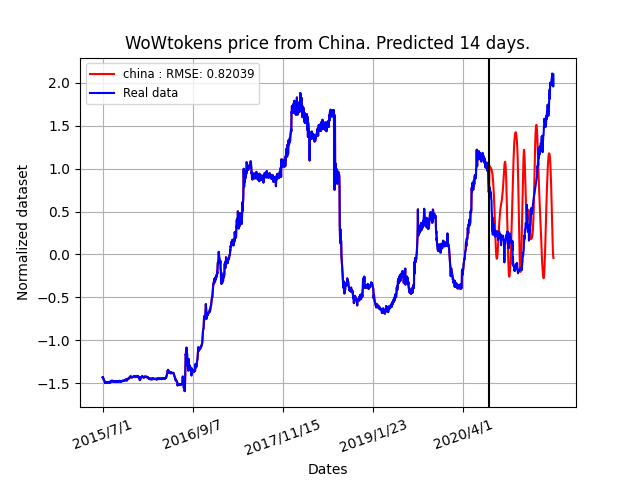 WoWtokens price from China. Predicted 14 days.
china : RMSE: 0.82039
Real data
Normalized dataset
2.0
1.5
1.0
0.5
0.0
−0.5
−1.0
−1.5
2015/7/1
2016/9/7
2017/11/15
2019/1/23
2020/4/1
Dates